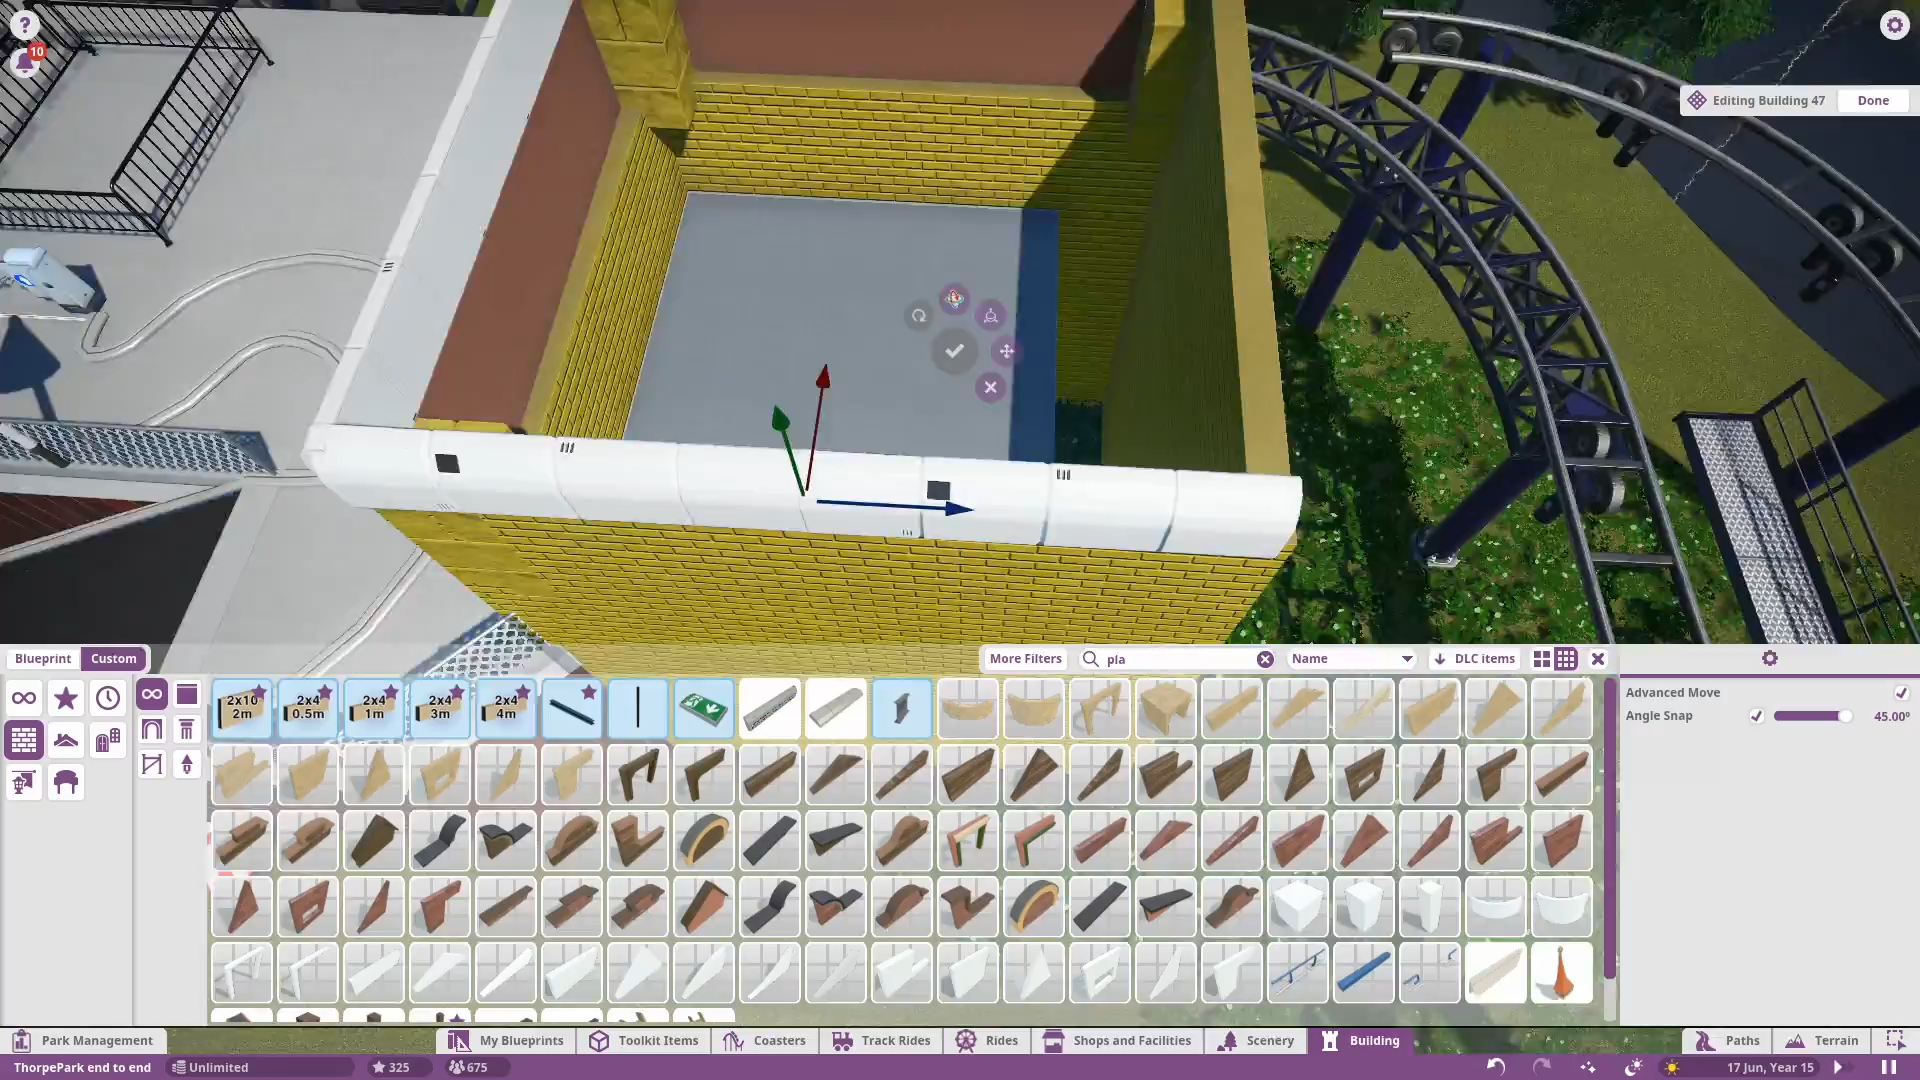 ?
10
Editing Building 47
Done
Blueprint
Custom
More Filters
pla
Name
DLC items
2x10
2m
2x4
0.5m
2x4
1m
2x4
3m
2x4
4m
Advanced Move
Angle Snap
45.00°
Park Management
My Blueprints
Toolkit Items
Coasters
Track Rides
Rides
Shops and Facilities
Scenery
Building
Paths
Terrain
ThorpePark end to end
Unlimited
325
675
17 Jun, Year 15